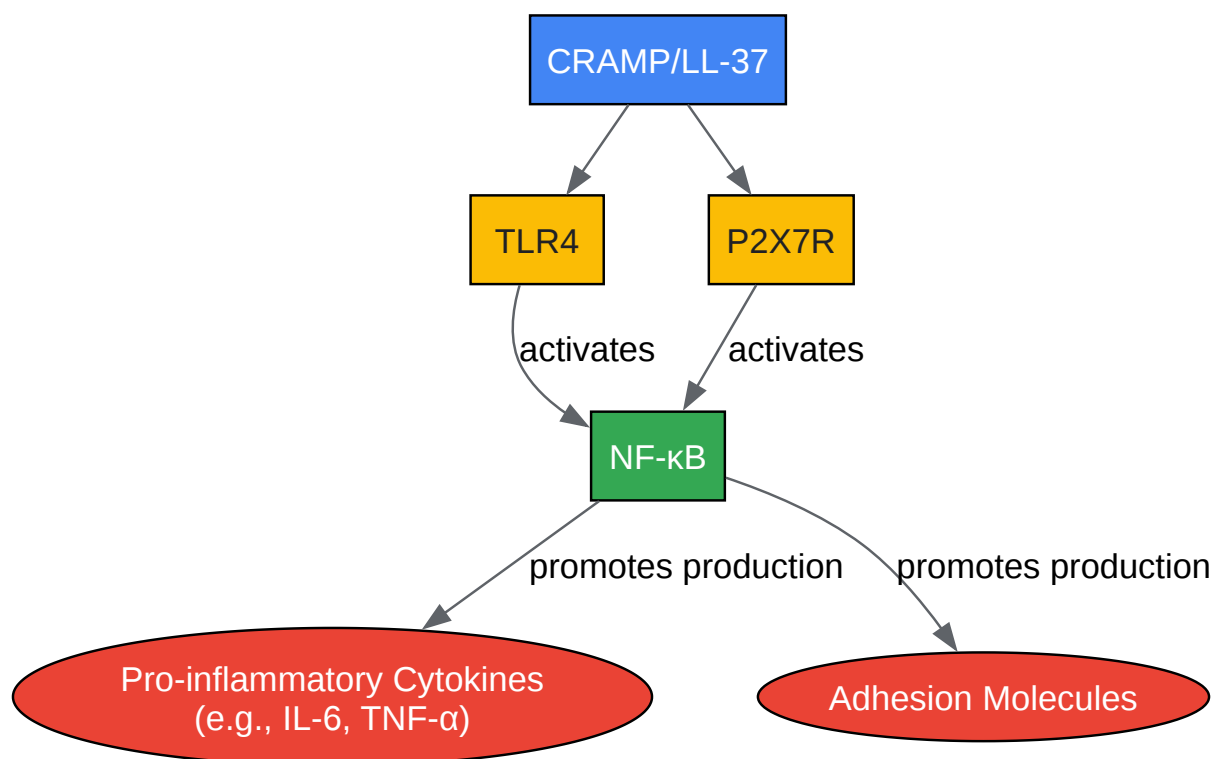 CRAMP/LL-37
TLR4
P2X7R
activates
activates
NF-κB
promotes production
promotes production
Pro-inflammatory Cytokines
(e.g., IL-6, TNF-α)
Adhesion Molecules